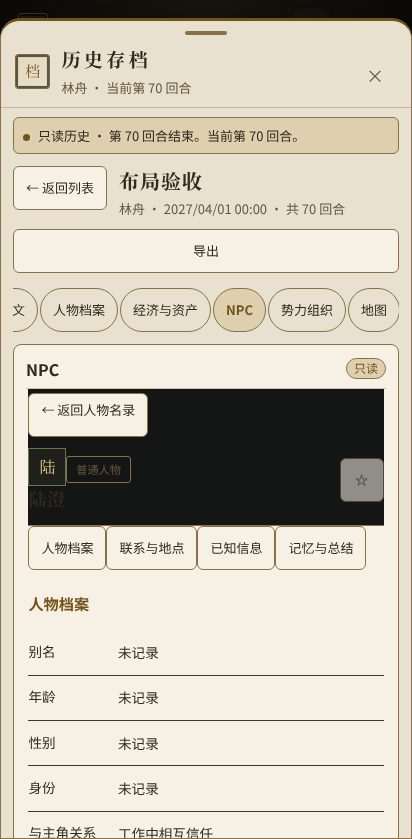 档
历史存档
林舟 · 当前第 70 回合
×
只读历史 · 第 70 回合结束。当前第 70 回合。
← 返回列表
布局验收
林舟 · 2027/04/01 00:00 · 共 70 回合
导出
文 人物档案 经济与资产 NPC 势力组织 地图
NPC 只读
← 返回人物名录
陆 普通人物
陆澄
☆
人物档案 联系与地点 已知信息 记忆与总结
人物档案
别名 未记录
年龄 未记录
性别 未记录
身份 未记录
与主角关系 工作中相互信任